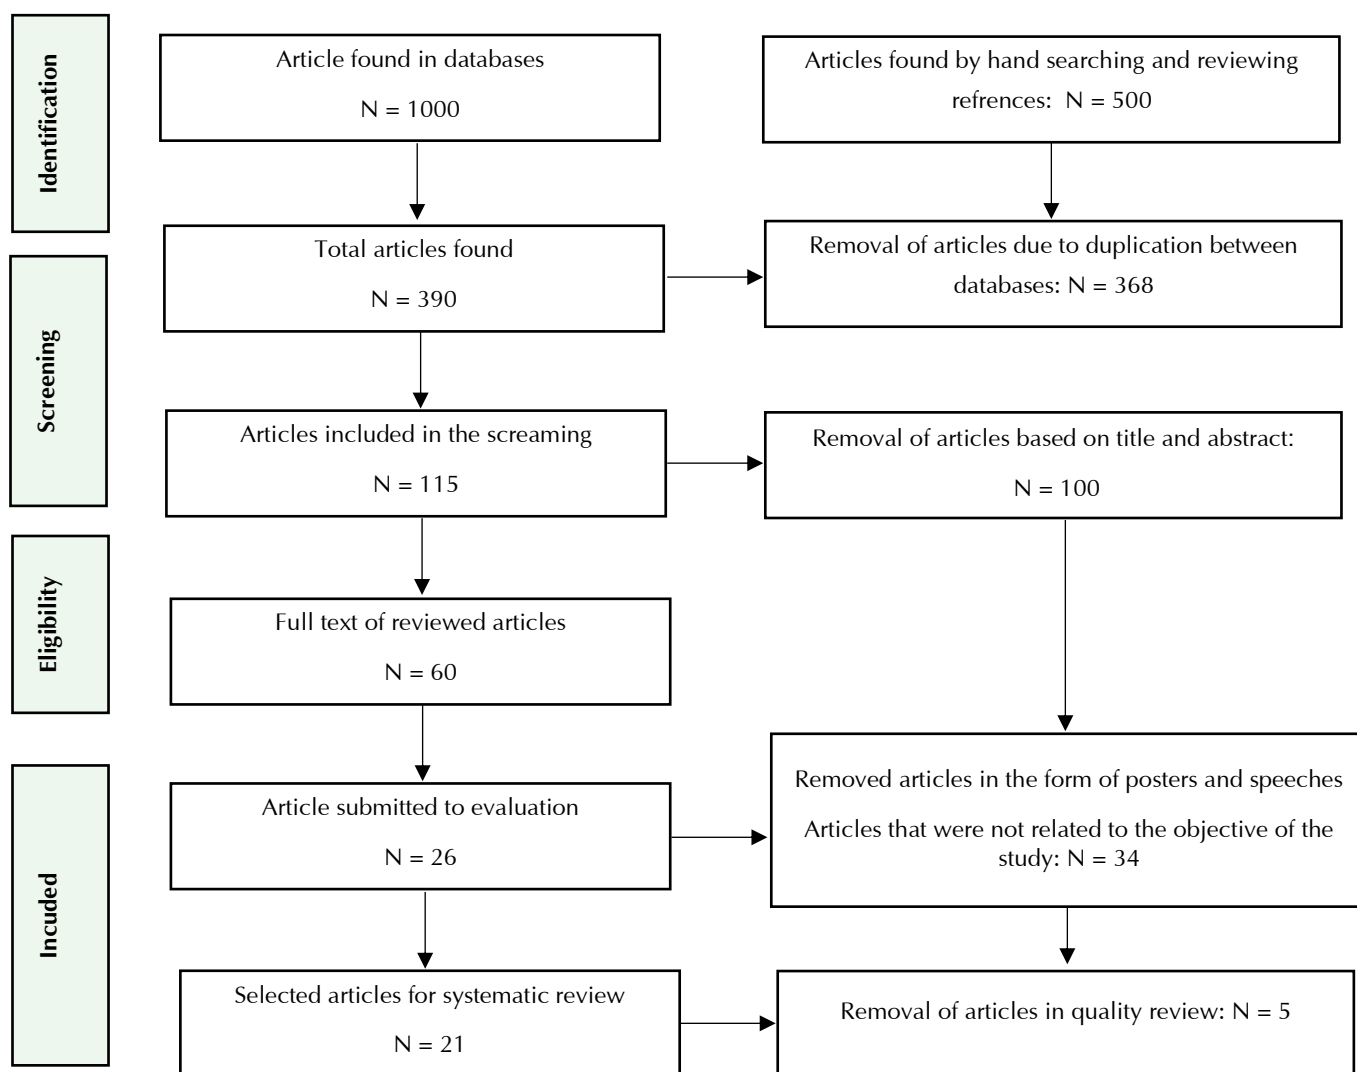 Identification
Article found in databases
N = 1000
Articles found by hand searching and reviewing
refrences: N = 500
Total articles found
N = 390
Removal of articles due to duplication between
databases: N = 368
Screening
Articles included in the screaming
N = 115
Removal of articles based on title and abstract:
N = 100
Eligibility
Full text of reviewed articles
N = 60
Incuded
Article submitted to evaluation
N = 26
Removed articles in the form of posters and speeches
Articles that were not related to the objective of the
study: N = 34
Selected articles for systematic review
N = 21
Removal of articles in quality review: N = 5